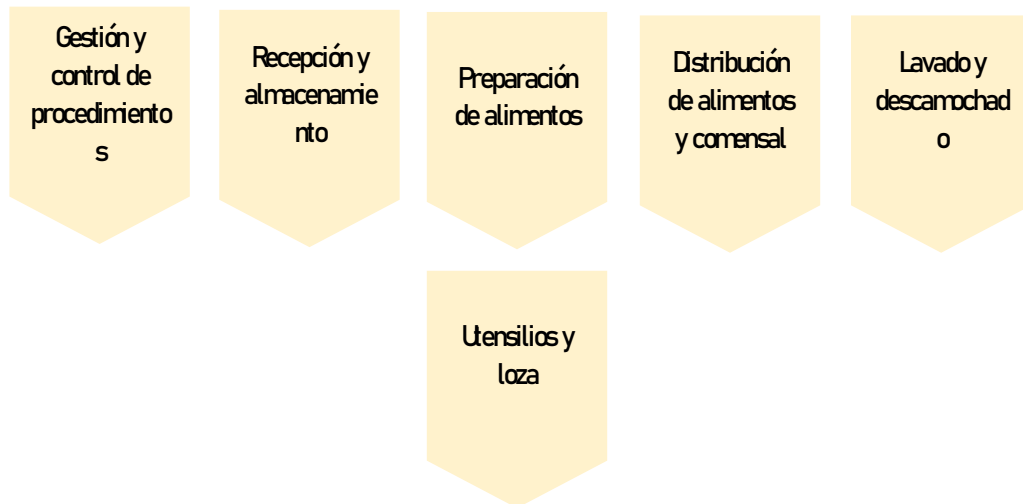 Gestión y
control de
procedimiento
s
Recepción y
almacenamie
nto
Preparación
de alimentos
Distribución
de alimentos
y comensal
Lavado y
descamochad
o
Utensilios y
loza